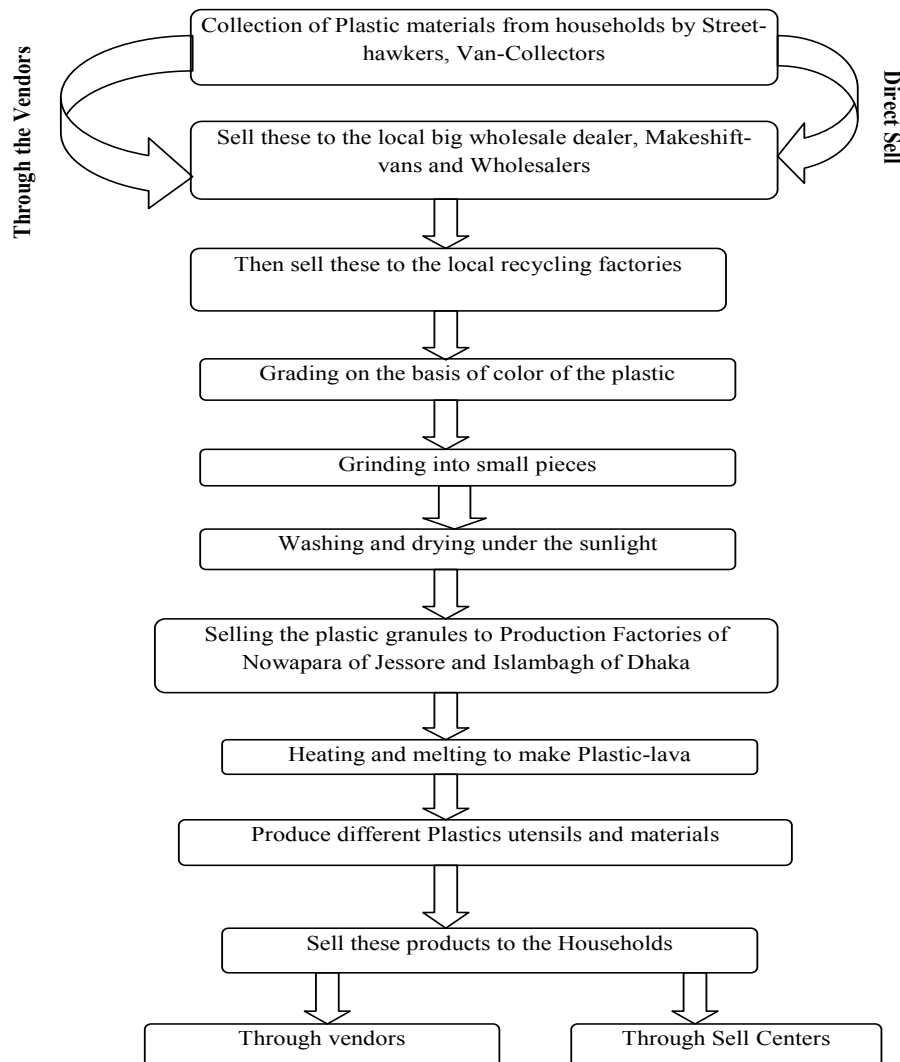 Collection of Plastic materials from households by Street-
hawkers, Van-Collectors
Through the Vendors
Direct Sell
Sell these to the local big wholesale dealer, Makeshift-
vans and Wholesalers
Then sell these to the local recycling factories
Grading on the basis of color of the plastic
Grinding into small pieces
Washing and drying under the sunlight
Selling the plastic granules to Production Factories of
Nowapara of Jessore and Islambagh of Dhaka
Heating and melting to make Plastic-lava
Produce different Plastics utensils and materials
Sell these products to the Households
Through vendors
Through Sell Centers